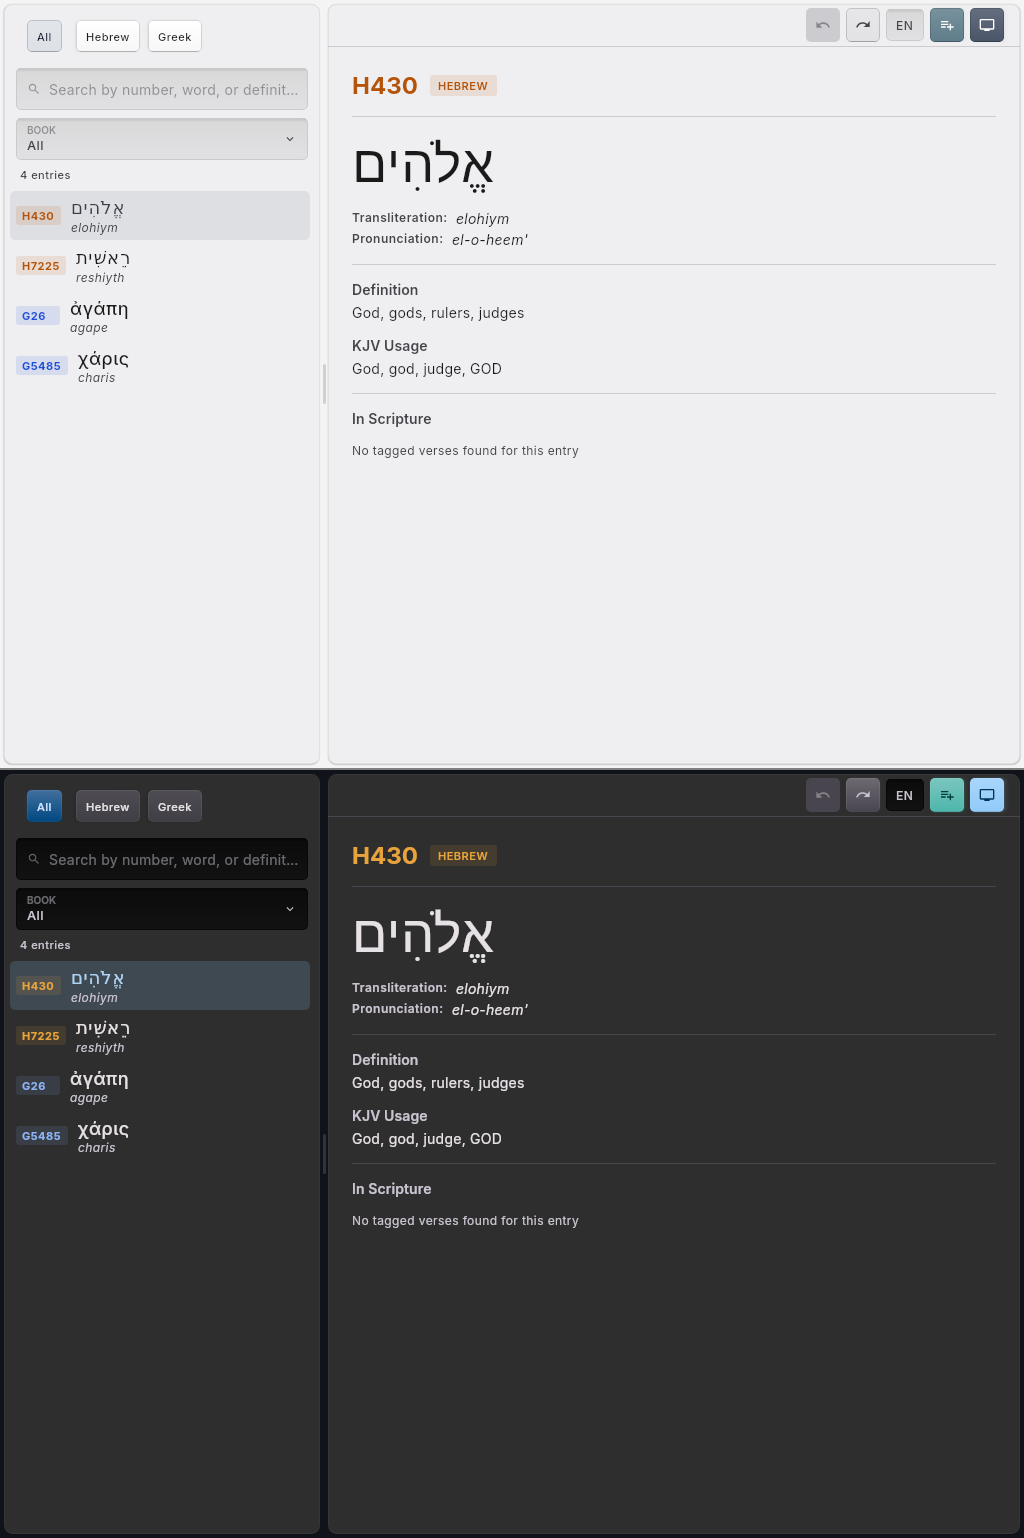 All Hebrew Greek
Search by number, word, or definit...
BOOK
All
4 entries
H430 אֱלֹהִים
elohiym
H7225 רֵאשִׁית
reshiyth
G26 ἀγάπη
agape
G5485 χάρις
charis
EN
H430 HEBREW
אֱלֹהִים
Transliteration: elohiym
Pronunciation: el-o-heem'
Definition
God, gods, rulers, judges
KJV Usage
God, god, judge, GOD
In Scripture
No tagged verses found for this entry
All Hebrew Greek
Search by number, word, or definit...
BOOK
All
4 entries
H430 אֱלֹהִים
elohiym
H7225 רֵאשִׁית
reshiyth
G26 ἀγάπη
agape
G5485 χάρις
charis
EN
H430 HEBREW
אֱלֹהִים
Transliteration: elohiym
Pronunciation: el-o-heem'
Definition
God, gods, rulers, judges
KJV Usage
God, god, judge, GOD
In Scripture
No tagged verses found for this entry